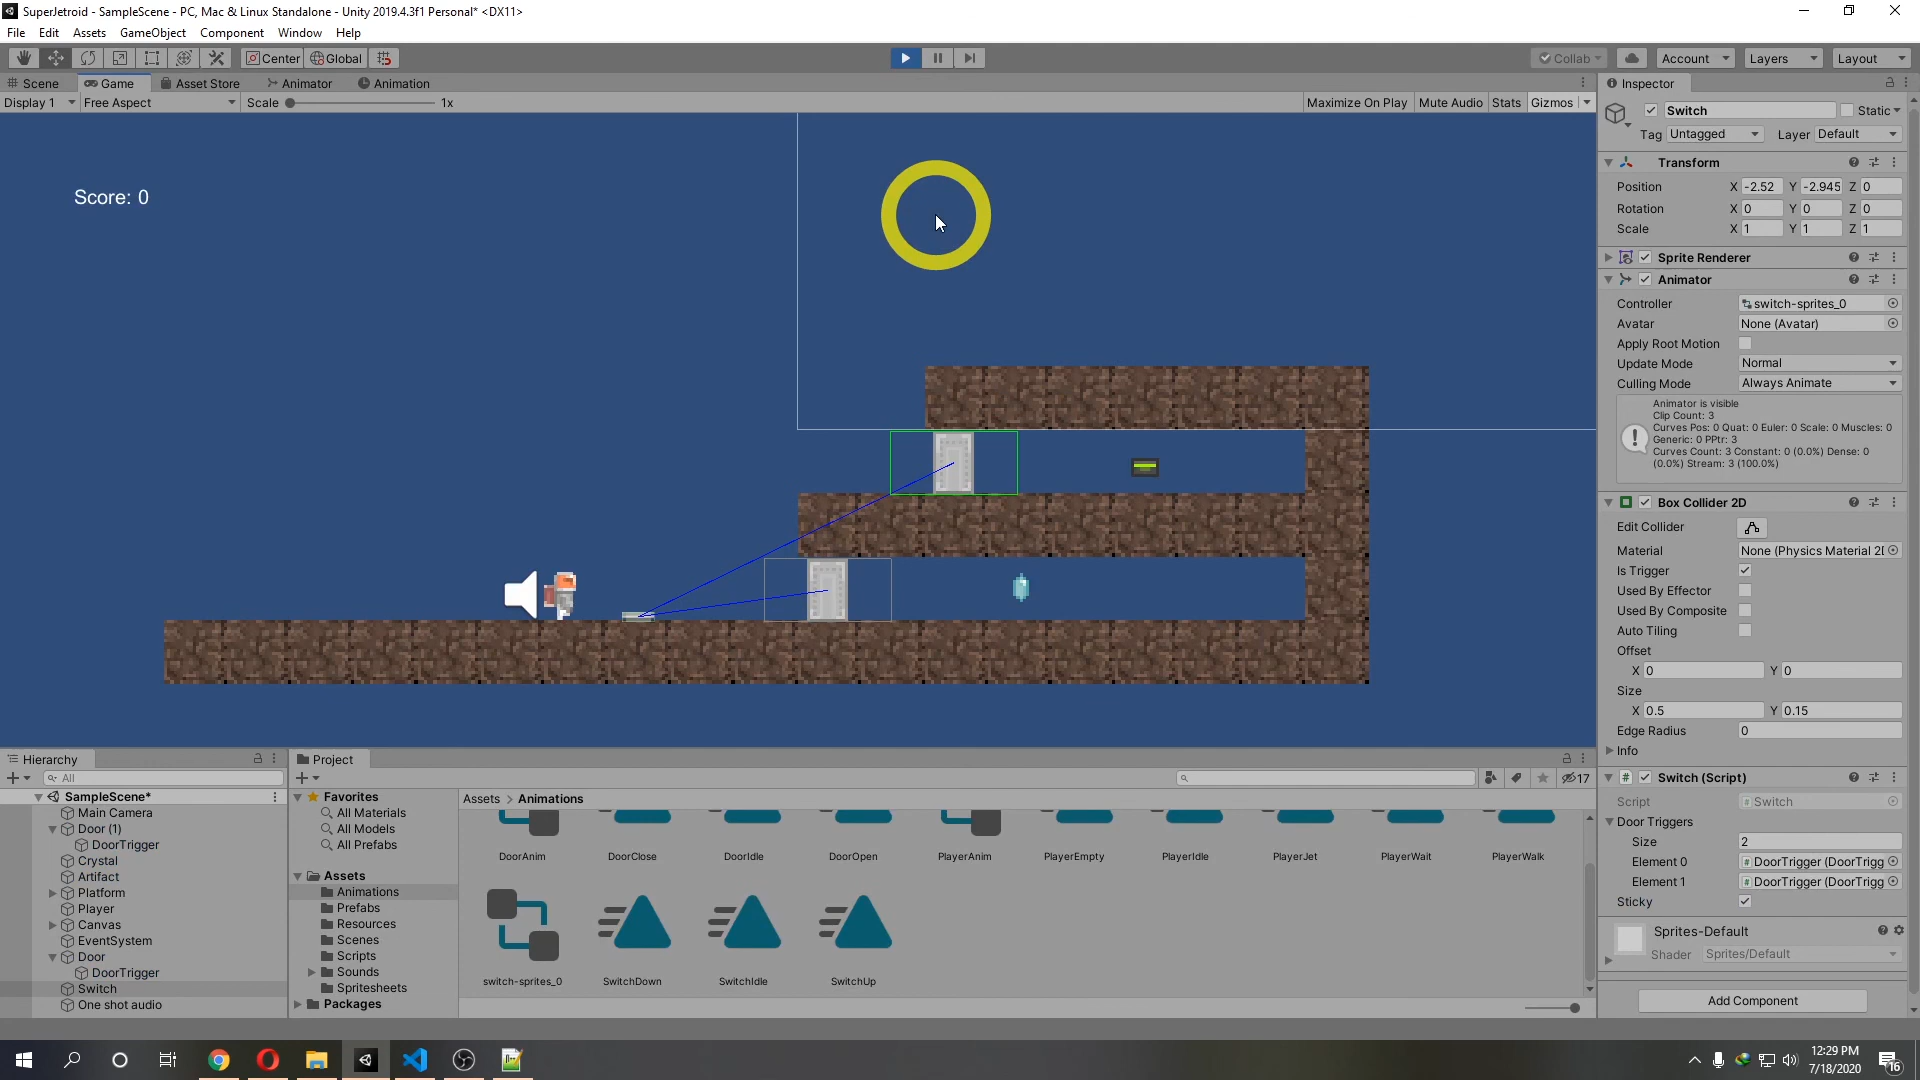 SuperJetroid - SampleScene - PC, Mac & Linux Standalone - Unity 2019.4.3f1 Personal* <DX11>
File Edit Assets GameObject Component Window Help
Center Global Collab Account Layers Layout
Scene Game Asset Store Animator Animation Inspector
Display 1 Free Aspect Scale 1x Maximize On Play Mute Audio Stats Gizmos
Switch Static
Tag Untagged Layer Default
Transform
Position X -2.52 Y -2.945 Z 0
Rotation X 0 Y 0 Z 0
Scale X 1 Y 1 Z 1
Score: 0
Sprite Renderer
Animator
Controller switch-sprites_0
Avatar None (Avatar)
Apply Root Motion
Update Mode Normal
Culling Mode Always Animate
Animator is visible
Clip Count: 3
Curves Pos: 0 Quat: 0 Euler: 0 Scale: 0 Muscles: 0
Generic: 0 PPtr: 3
Curves Count: 3 Constant: 0 (0.0%) Dense: 0
(0.0%) Stream: 3 (100.0%)
Box Collider 2D
Edit Collider
Material None (Physics Material 2D
Is Trigger
Used By Effector
Used By Composite
Auto Tiling
Offset
X 0 Y 0
Size
X 0.5 Y 0.15
Edge Radius 0
Info
Switch (Script)
Script Switch
Door Triggers
Size 2
Element 0 DoorTrigger (DoorTrigg
Element 1 DoorTrigger (DoorTrigg
Sticky
Sprites-Default
Shader Sprites/Default
Add Component
Hierarchy
All
SampleScene*
Main Camera
Door (1)
DoorTrigger
Crystal
Artifact
Platform
Player
Canvas
EventSystem
Door
DoorTrigger
Switch
One shot audio
Project
17
Favorites
All Materials
All Models
All Prefabs
Assets
Animations
Prefabs
Resources
Scenes
Scripts
Sounds
Spritesheets
Packages
Assets > Animations
DoorAnim DoorClose DoorIdle DoorOpen PlayerAnim PlayerEmpty PlayerIdle PlayerJet PlayerWait PlayerWalk
switch-sprites_0 SwitchDown SwitchIdle SwitchUp
12:29 PM
7/18/2020
16